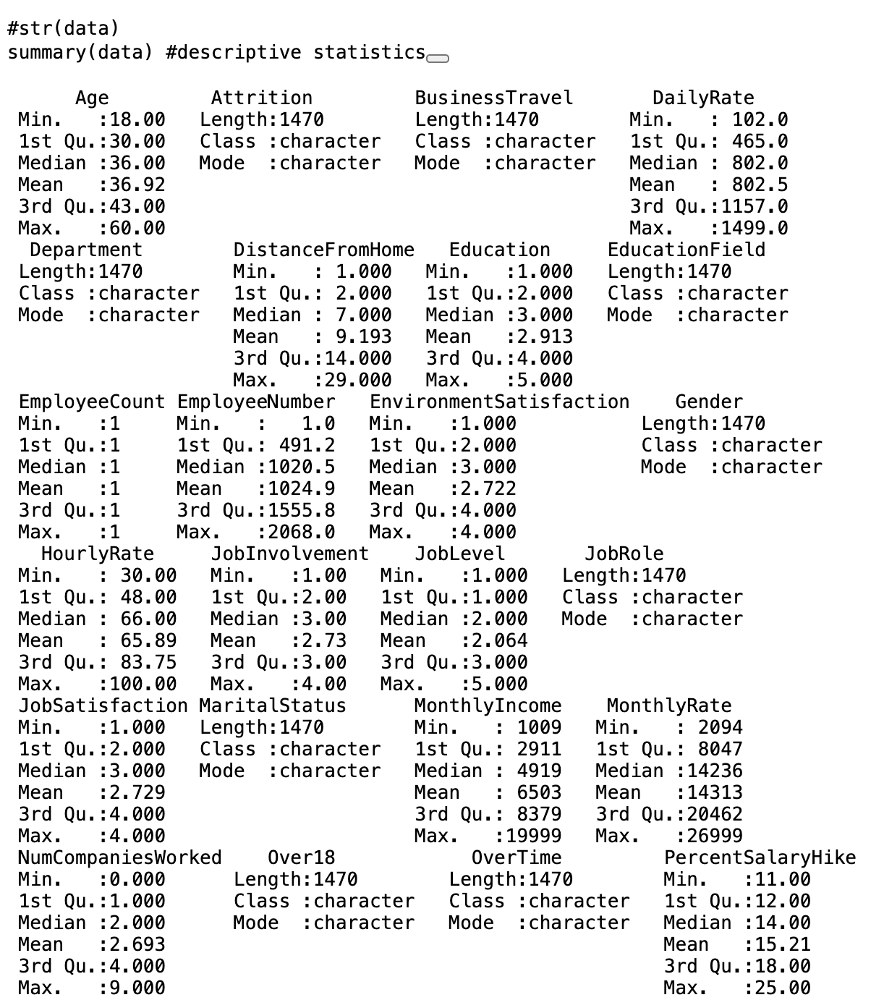 #str(data)
summary(data) #descriptive statistics
      Age         Attrition         BusinessTravel       DailyRate
 Min.   :18.00   Length:1470        Length:1470        Min.   : 102.0
 1st Qu.:30.00   Class :character   Class :character   1st Qu.: 465.0
 Median :36.00   Mode  :character   Mode  :character   Median : 802.0
 Mean   :36.92                                         Mean   : 802.5
 3rd Qu.:43.00                                         3rd Qu.:1157.0
 Max.   :60.00                                         Max.   :1499.0
  Department        DistanceFromHome   Education     EducationField
 Length:1470        Min.   : 1.000   Min.   :1.000   Length:1470
 Class :character   1st Qu.: 2.000   1st Qu.:2.000   Class :character
 Mode  :character   Median : 7.000   Median :3.000   Mode  :character
                    Mean   : 9.193   Mean   :2.913
                    3rd Qu.:14.000   3rd Qu.:4.000
                    Max.   :29.000   Max.   :5.000
 EmployeeCount EmployeeNumber   EnvironmentSatisfaction    Gender
 Min.   :1     Min.   :   1.0   Min.   :1.000           Length:1470
 1st Qu.:1     1st Qu.: 491.2   1st Qu.:2.000           Class :character
 Median :1     Median :1020.5   Median :3.000           Mode  :character
 Mean   :1     Mean   :1024.9   Mean   :2.722
 3rd Qu.:1     3rd Qu.:1555.8   3rd Qu.:4.000
 Max.   :1     Max.   :2068.0   Max.   :4.000
   HourlyRate     JobInvolvement    JobLevel       JobRole
 Min.   : 30.00   Min.   :1.00   Min.   :1.000   Length:1470
 1st Qu.: 48.00   1st Qu.:2.00   1st Qu.:1.000   Class :character
 Median : 66.00   Median :3.00   Median :2.000   Mode  :character
 Mean   : 65.89   Mean   :2.73   Mean   :2.064
 3rd Qu.: 83.75   3rd Qu.:3.00   3rd Qu.:3.000
 Max.   :100.00   Max.   :4.00   Max.   :5.000
 JobSatisfaction MaritalStatus      MonthlyIncome    MonthlyRate
 Min.   :1.000   Length:1470        Min.   : 1009   Min.   : 2094
 1st Qu.:2.000   Class :character   1st Qu.: 2911   1st Qu.: 8047
 Median :3.000   Mode  :character   Median : 4919   Median :14236
 Mean   :2.729                      Mean   : 6503   Mean   :14313
 3rd Qu.:4.000                      3rd Qu.: 8379   3rd Qu.:20462
 Max.   :4.000                      Max.   :19999   Max.   :26999
 NumCompaniesWorked    Over18            OverTime         PercentSalaryHike
 Min.   :0.000      Length:1470        Length:1470        Min.   :11.00
 1st Qu.:1.000      Class :character   Class :character   1st Qu.:12.00
 Median :2.000      Mode  :character   Mode  :character   Median :14.00
 Mean   :2.693                                            Mean   :15.21
 3rd Qu.:4.000                                            3rd Qu.:18.00
 Max.   :9.000                                            Max.   :25.00